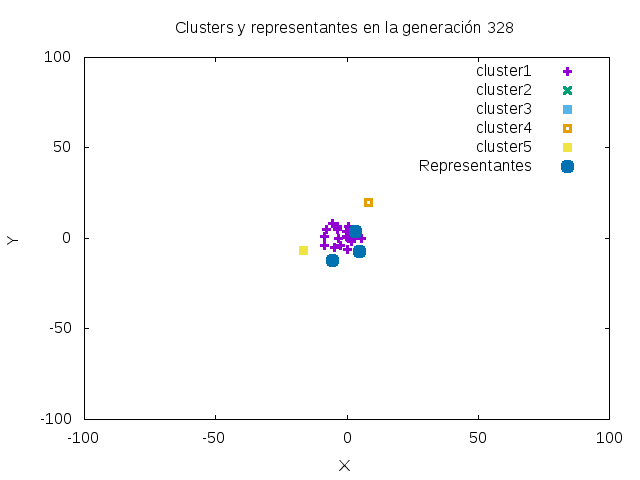 Clusters y representantes en la generación 328
100
50
0
-50
-100
-100
-50
0
50
100
X
Y
cluster1
cluster2
cluster3
cluster4
cluster5
Representantes